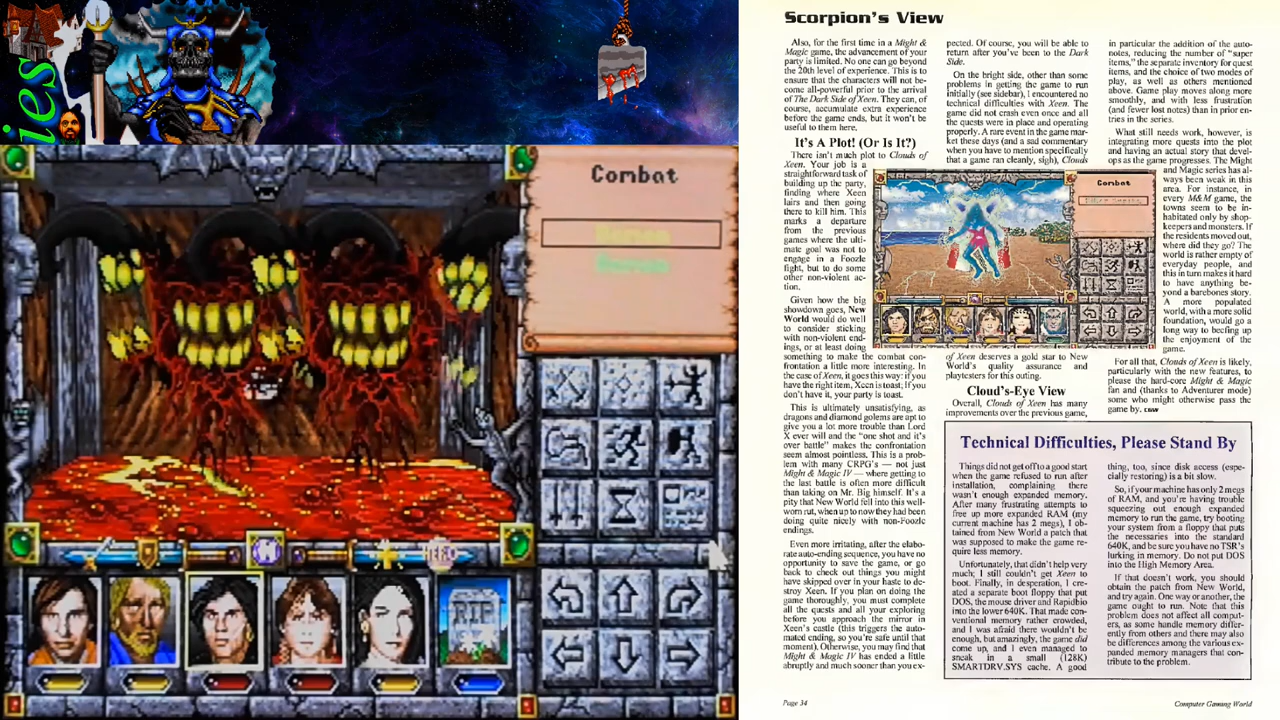 ies
Combat
Scorpion's View
Also, for the first time in a Might &
Magic game, the advancement of your
party is limited. No one can go beyond
the 20th level of experience. This is to
ensure that the characters will not be-
come all-powerful prior to the arrival
of The Dark Side of Xeen. They can, of
course, accumulate extra experience
before the game ends, but it won't be
useful to them here.
It's A Plot! (Or Is It?)
There isn't much plot to Clouds of
Xeen. Your job is a
straightforward task of
building up the party,
finding where Xeen
lairs and then going
there to kill him. This
marks a departure
from the previous
games where the ulti-
mate goal was not to
engage in a Foozle
fight, but to do some
other non-violent ac-
tion.
Given how the big
showdown goes, New
World would do well
to consider sticking
with non-violent end-
ings, or at least doing
something to make the combat con-
frontation a little more interesting. In
the case of Xeen, it goes this way: if you
have the right item, Xeen is toast; If you
don't have it, your party is toast.
This is ultimately unsatisfying, as
dragons and diamond golems are apt to
give you a lot more trouble than Lord
X ever will and the "one shot and it's
over battle" makes the confrontation
seem almost pointless. This is a prob-
lem with many CRPG's — not just
Might & Magic IV — where getting to
the last battle is often more difficult
than taking on Mr. Big himself. It's a
pity that New World fell into this well-
worn rut, when up to now they had been
doing quite nicely with non-Foozle
endings.
Even more irritating, after the elabo-
rate auto-ending sequence, you have no
opportunity to save the game, or go
back to check out things you might
have skipped over in your haste to de-
stroy Xeen. If you plan on doing the
game thoroughly, you must complete
all the quests and all your exploring
before you approach the mirror in
Xeen's castle (this triggers the auto-
mated ending, so you're safe until that
moment). Otherwise, you may find that
Might & Magic IV has ended a little
abruptly and much sooner than you ex-
pected. Of course, you will be able to
return after you've been to the Dark
Side.
On the bright side, other than some
problems in getting the game to run
initially (see sidebar), I encountered no
technical difficulties with Xeen. The
game did not crash even once and all
the quests were in place and operating
properly. A rare event in the game mar-
ket these days (and a sad commentary
when you have to mention specifically
that a game ran cleanly, sigh), Clouds
Combat
of Xeen deserves a gold star to New
World's quality assurance and
playtesters for this outing.
Cloud's-Eye View
Overall, Clouds of Xeen has many
improvements over the previous game,
in particular the addition of the auto-
notes, reducing the number of "super
items," the separate inventory for quest
items, and the choice of two modes of
play, as well as others mentioned
above. Game play moves along more
smoothly, and with less frustration
(and fewer lost notes) than in prior en-
tries in the series.
What still needs work, however, is
integrating more quests into the plot
and having an actual story that devel-
ops as the game progresses. The Might
and Magic series has al-
ways been weak in this
area. For instance, in
every M&M game, the
towns seem to be in-
habitated only by shop-
keepers and monsters. If
the residents moved out,
where did they go? The
world is rather empty of
everyday people, and
this in turn makes it hard
to have anything be-
yond a barebones story.
A more populated
world, with a more solid
foundation, would go a
long way to beefing up
the enjoyment of the
game.
For all that, Clouds of Xeen is likely,
particularly with the new features, to
please the hard-core Might & Magic
fan and (thanks to Adventurer mode)
some who might otherwise pass the
game by. CGW
Technical Difficulties, Please Stand By
Things did not get off to a good start
when the game refused to run after
installation, complaining there
wasn't enough expanded memory.
After many frustrating attempts to
free up more expanded RAM (my
current machine has 2 megs), I ob-
tained from New World a patch that
was supposed to make the game re-
quire less memory.
Unfortunately, that didn't help very
much; I still couldn't get Xeen to
boot. Finally, in desperation, I cre-
ated a separate boot floppy that put
DOS, the mouse driver and Rapidbio
into the lower 640K. That made con-
ventional memory rather crowded,
and I was afraid there wouldn't be
enough, but amazingly, the game did
come up, and I even managed to
sneak in a small (128K)
SMARTDRV.SYS cache. A good
thing, too, since disk access (espe-
cially restoring) is a bit slow.
So, if your machine has only 2 megs
of RAM, and you're having trouble
squeezing out enough expanded
memory to run the game, try booting
your system from a floppy that puts
the necessaries into the standard
640K, and be sure you have no TSR's
lurking in memory. Do not put DOS
into the High Memory Area.
If that doesn't work, you should
obtain the patch from New World,
and try again. One way or another, the
game ought to run. Note that this
problem does not affect all comput-
ers, as some handle memory differ-
ently from others and there may also
be differences among the various ex-
panded memory managers that con-
tribute to the problem.
RIP
Page 34
Computer Gaming World